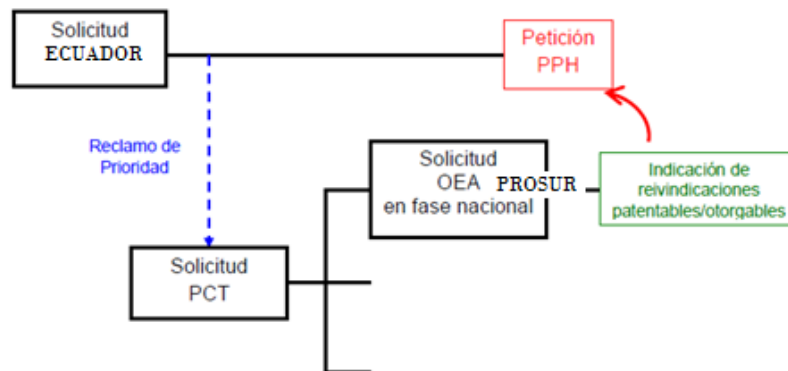 Solicitud
ECUADOR
Petición
PPH
Reclamo de
Prioridad
Solicitud
OEA PROSUR
en fase nacional
Indicación de
reivindicaciones
patentables/otorgables
Solicitud
PCT